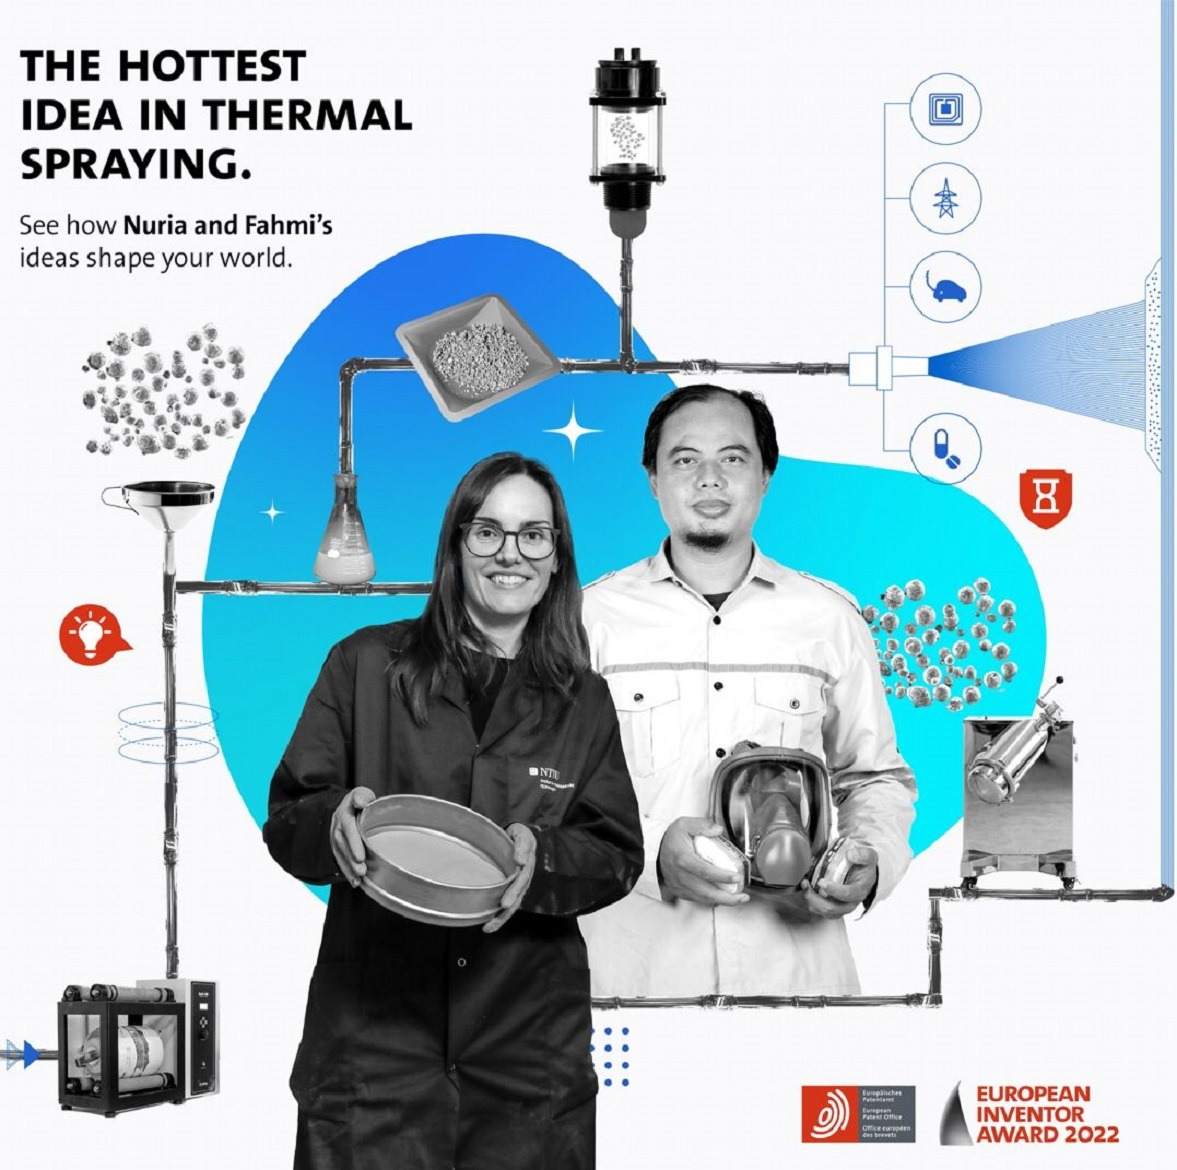 THE HOTTEST
IDEA IN THERMAL
SPRAYING.
See how Nuria and Fahmi's
ideas shape your world.
NTNU
Europäisches
Patentamt
European
Patent Office
Office européen
des brevets
EUROPEAN
INVENTOR
AWARD 2022